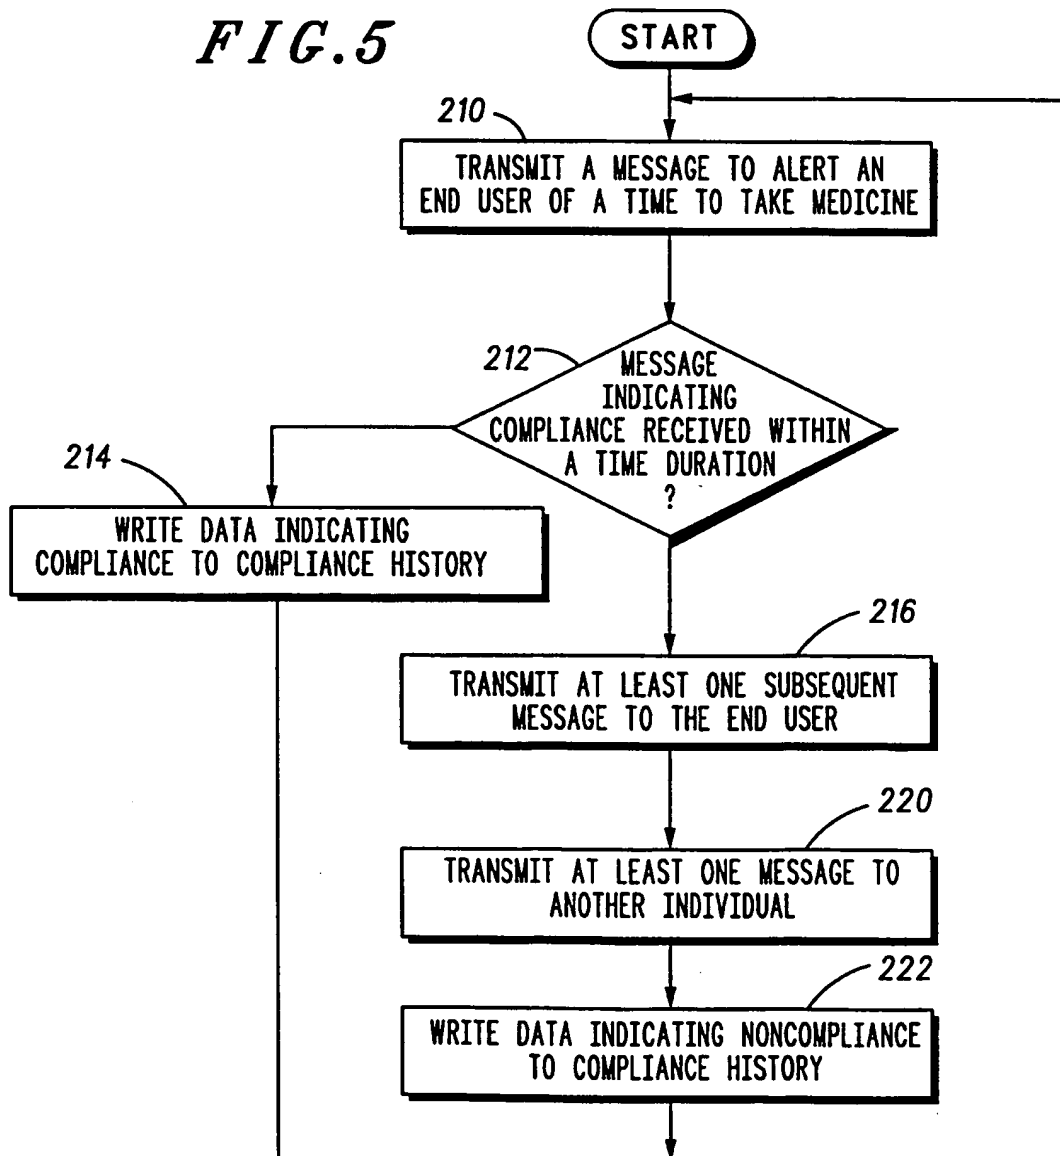 FIG.5
START
210
TRANSMIT A MESSAGE TO ALERT AN
END USER OF A TIME TO TAKE MEDICINE
212
MESSAGE
INDICATING
COMPLIANCE RECEIVED WITHIN
A TIME DURATION
?
214
WRITE DATA INDICATING
COMPLIANCE TO COMPLIANCE HISTORY
216
TRANSMIT AT LEAST ONE SUBSEQUENT
MESSAGE TO THE END USER
220
TRANSMIT AT LEAST ONE MESSAGE TO
ANOTHER INDIVIDUAL
222
WRITE DATA INDICATING NONCOMPLIANCE
TO COMPLIANCE HISTORY